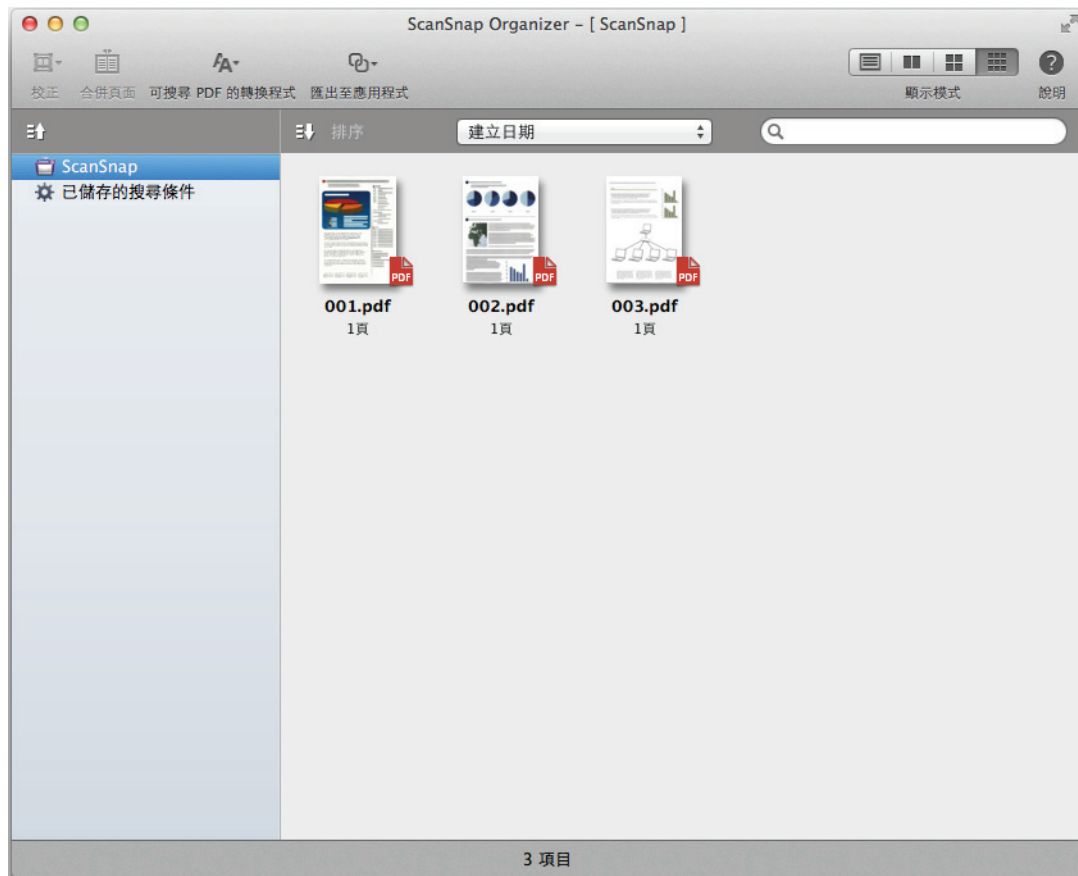 ScanSnap Organizer – [ ScanSnap ]
校正 合併頁面 可搜尋 PDF 的轉換程式 匯出至應用程式 顯示模式 說明
排序 建立日期
ScanSnap
已儲存的搜尋條件
PDF PDF PDF
001.pdf 002.pdf 003.pdf
1頁 1頁 1頁
3 項目